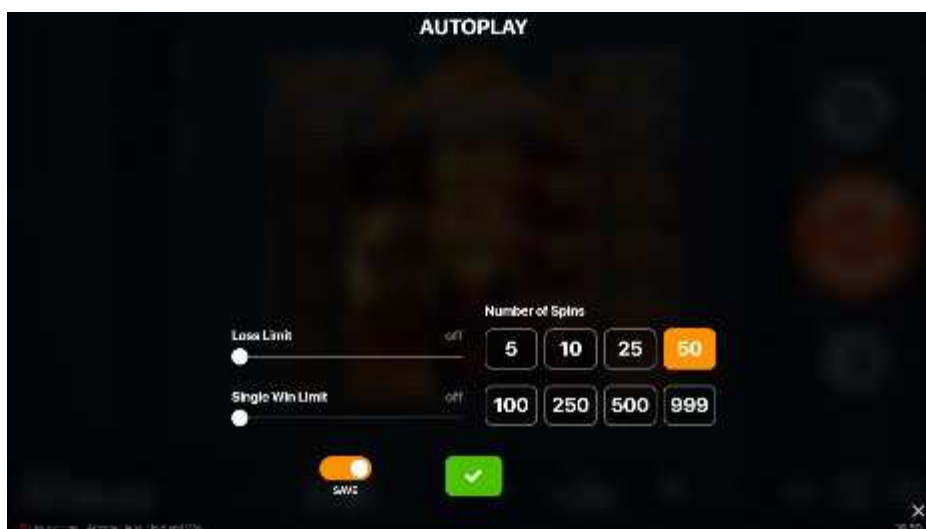 AUTOPLAY
Number of Spins
Loss Limit off
5 10 25 50
Single Win Limit off
100 250 500 999
SAVE